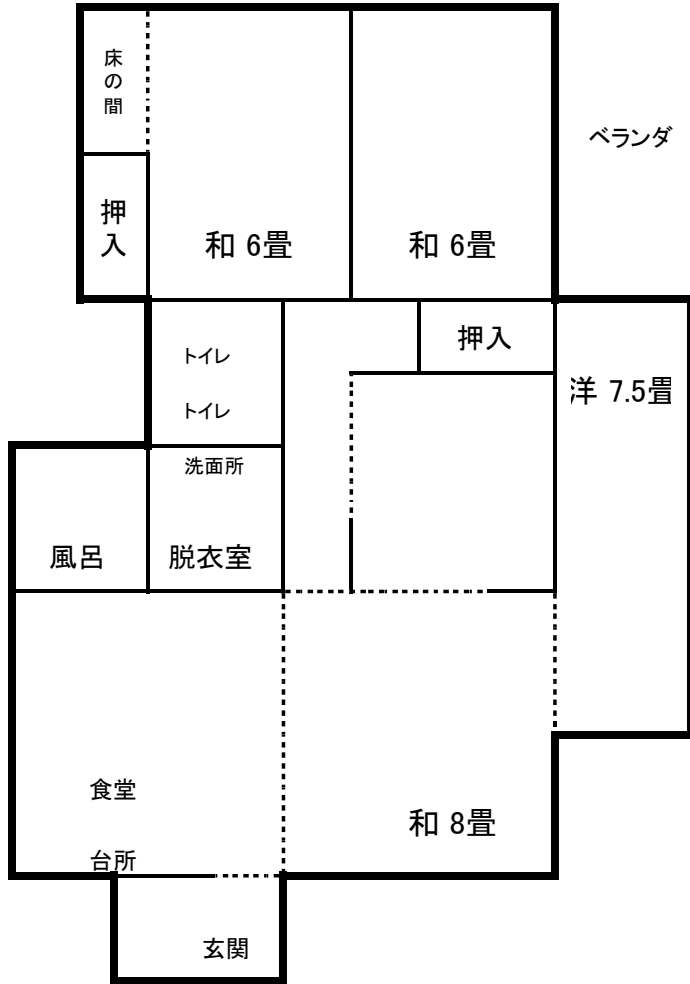 床の間
ベランダ
押入
和 6畳
和 6畳
トイレ
押入
洋 7.5畳
トイレ
洗面所
風呂
脱衣室
食堂
和 8畳
台所
玄関